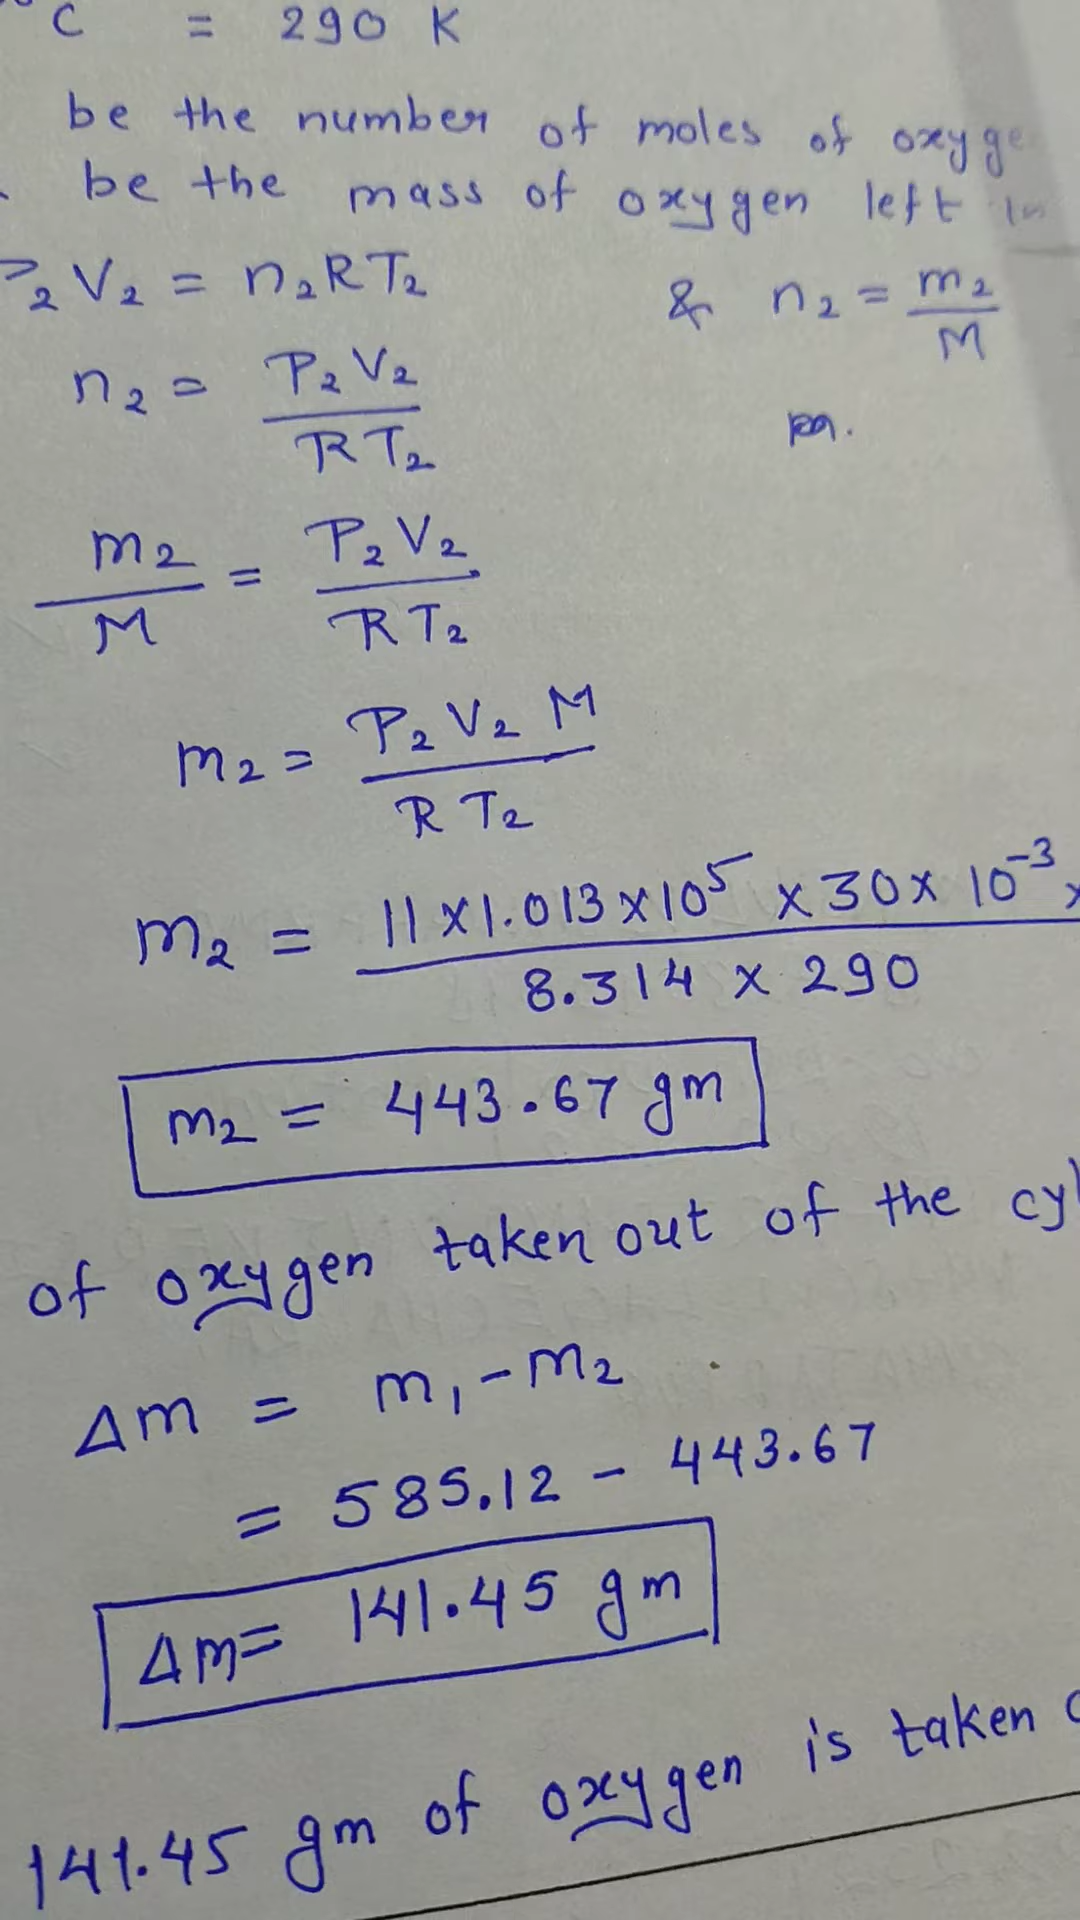 C = 290 K
be the number of moles of oxyge
be the mass of oxygen left in
P₂V₂ = n₂RT₂ & n₂ = m₂/M
n₂ = P₂V₂/RT₂
m₂/M = P₂V₂/RT₂
m₂ = P₂V₂M/RT₂
m₂ = 11×1.013×10⁵ × 30×10⁻³ ×/8.314 × 290
m₂ = 443.67 gm
of oxygen taken out of the cyl
Δm = m₁-m₂
= 585.12 - 443.67
Δm= 141.45 gm
141.45 gm of oxygen is taken